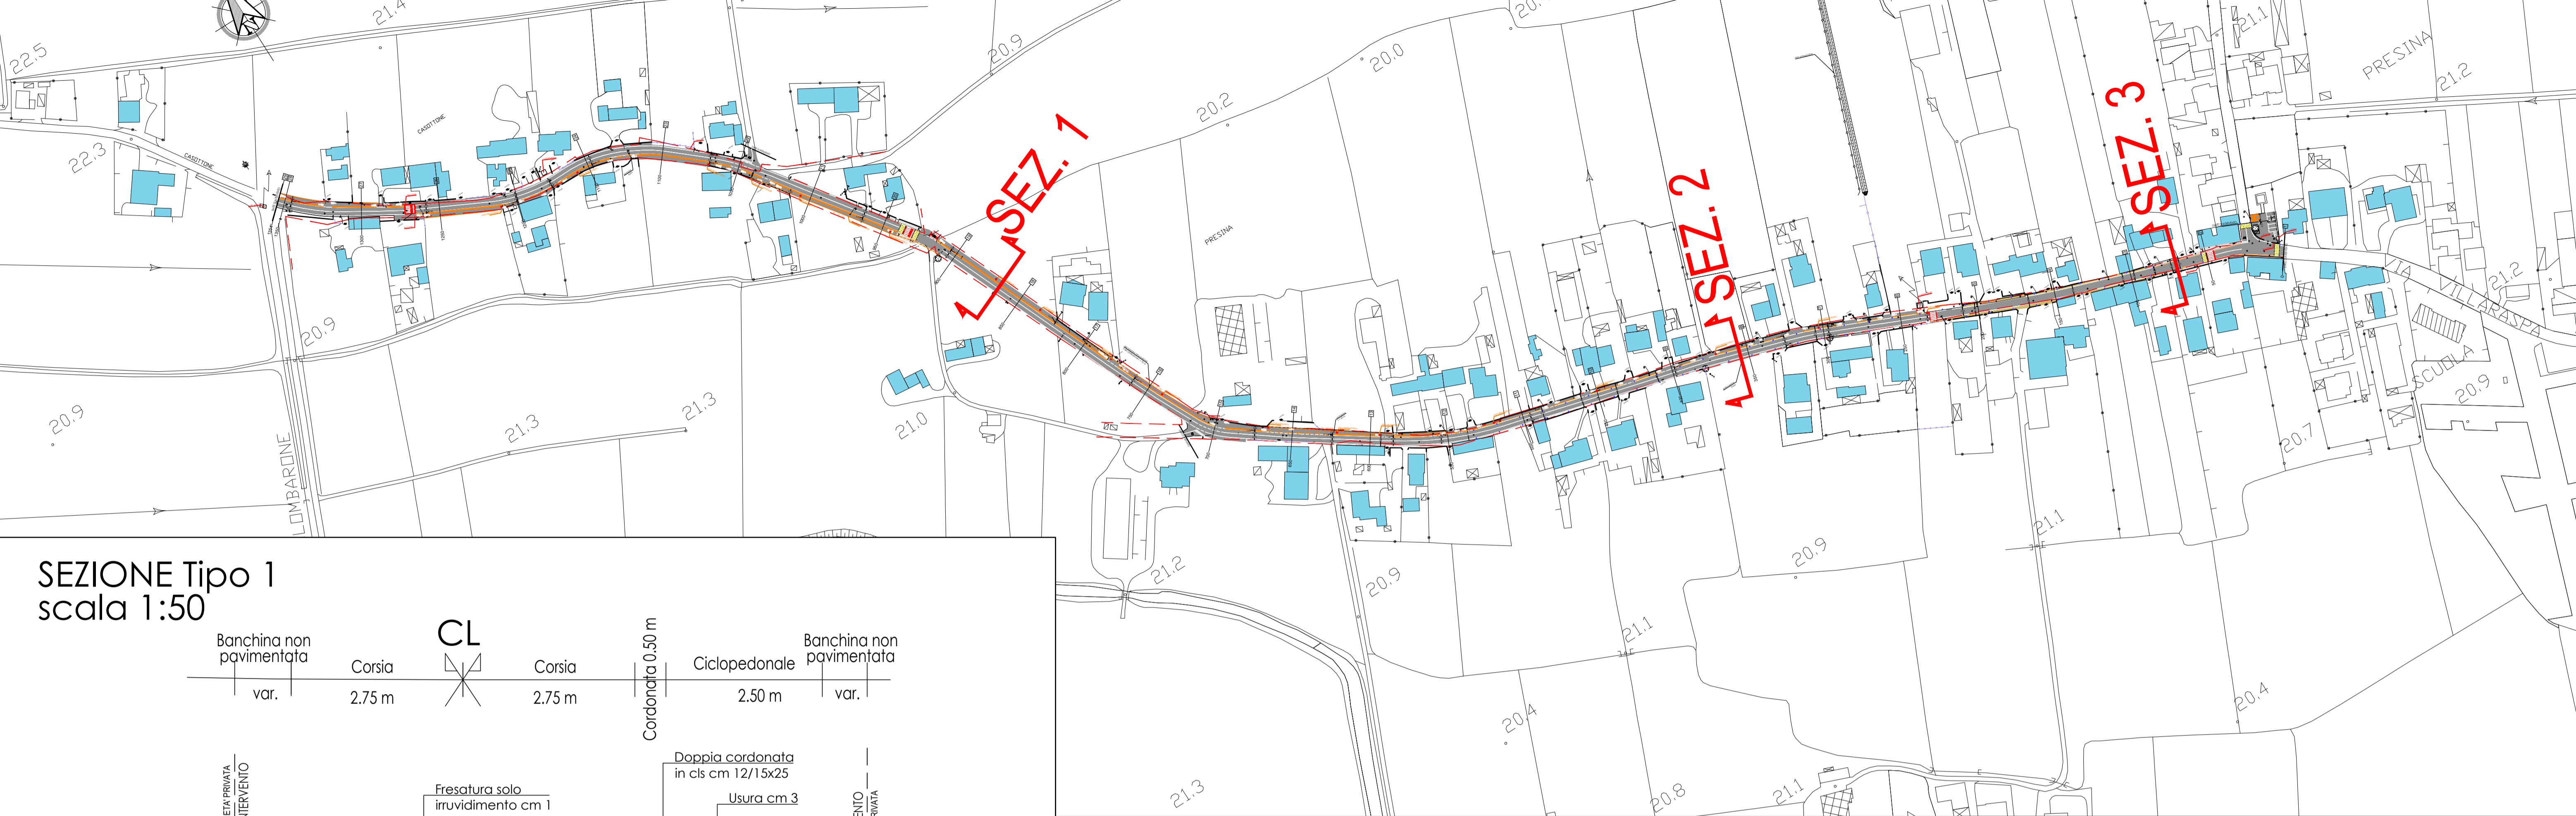 21.4
22.5
20.9
20.0
21.1
PRESINA
21.2
CASOTTONE
20.2
22.3
CASOTTONE
SEZ. 1
SEZ. 2
SEZ. 3
PRESINA
20.9
VIA VILLARASPA
21.2
SCUOLA
20.9
20.9
21.3
21.3
21.0
20.7
LOMBARONE
21.2
20.9
20.9
21.1
21.1
20.4
20.4
21.3
20.8
21.1
SEZIONE Tipo 1
scala 1:50
Banchina non
pavimentata
var.
Corsia
2.75 m
CL
Corsia
2.75 m
Cordonata 0.50 m
Ciclopedonale
2.50 m
Banchina non
pavimentata
var.
Doppia cordonata
in cls cm 12/15x25
Usura cm 3
Fresatura solo
irruvidimento cm 1